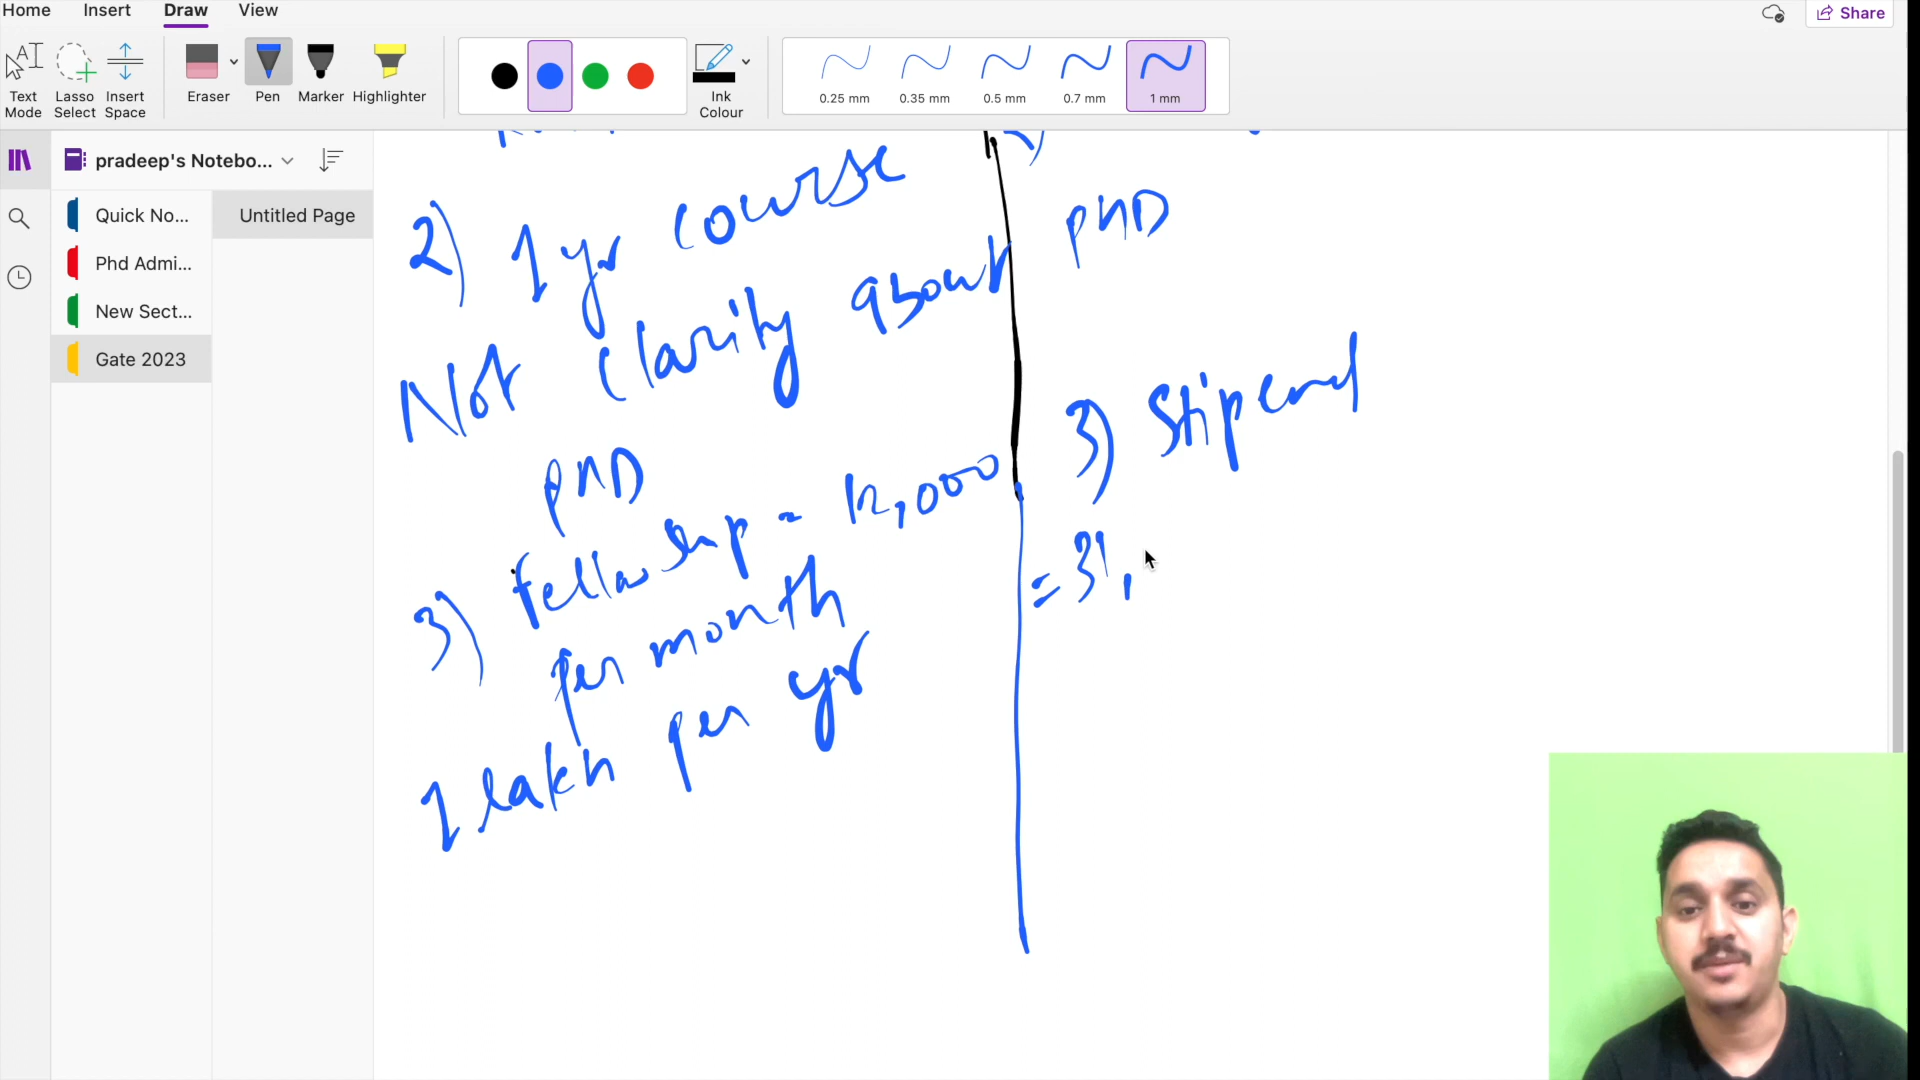 Home Insert Draw View
Share
Text Mode
Lasso Select
Insert Space
Eraser
Pen
Marker
Highlighter
Ink Colour
0.25 mm
0.35 mm
0.5 mm
0.7 mm
1 mm
pradeep's Notebo...
Quick No...
Phd Admi...
New Sect...
Gate 2023
Untitled Page
2) 1 yr course
Not clarity about
PhD
3) fellowship - 12,000
per month
1 lakh per yr
PhD
3) Stipend
= 31,